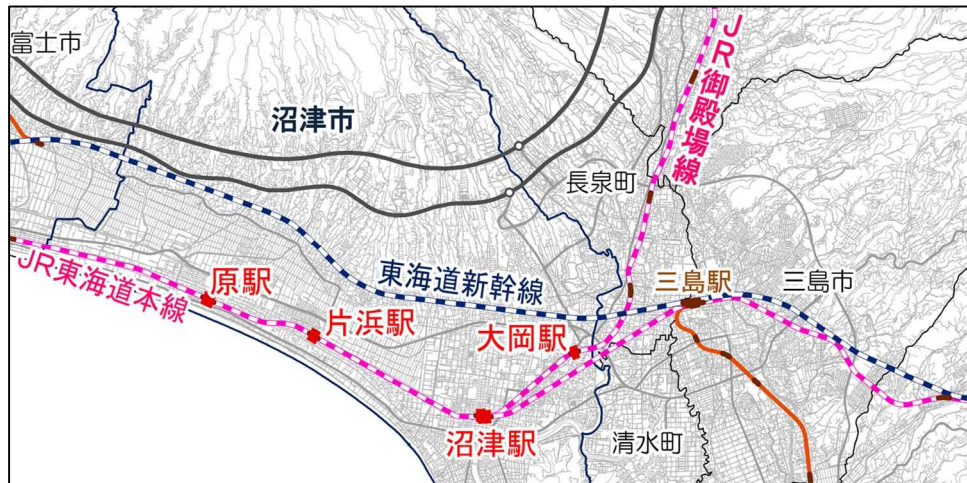 富士市
沼津市
JR御殿場線
長泉町
東海道新幹線
三島駅
三島市
JR東海道本線
原駅
片浜駅
大岡駅
沼津駅
清水町